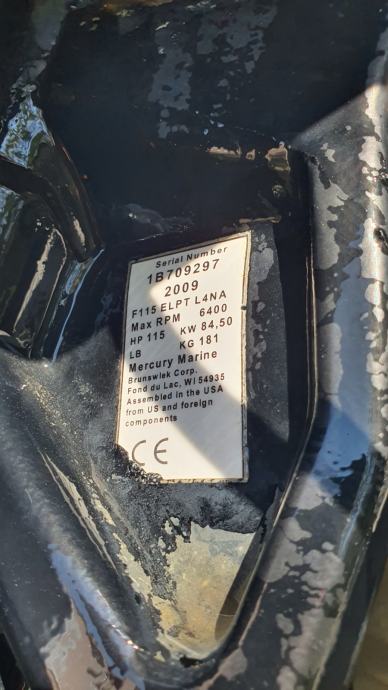 Serial Number
1B709297
2009
F115 ELPT L4NA
Max RPM 6400
HP 115 KW 84,50
LB KG 181
Mercury Marine
Brunswick Corp.
Fond du Lac, WI 54935
Assembled in the USA
from US and foreign
components
CE